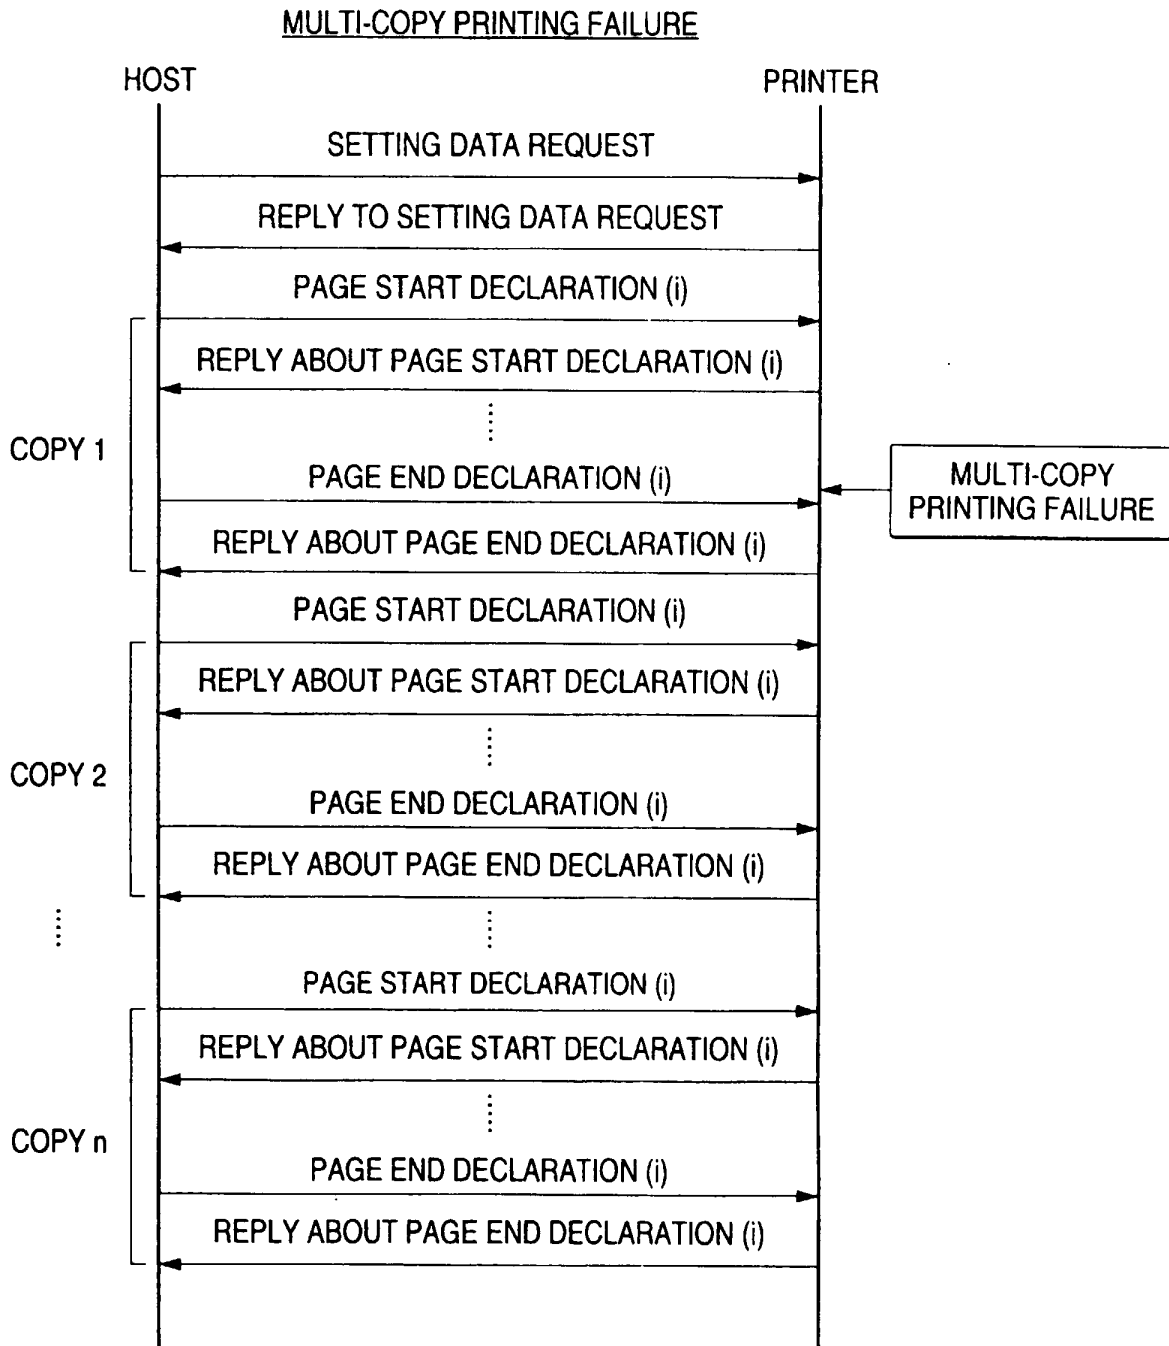 MULTI-COPY PRINTING FAILURE
HOST
PRINTER
SETTING DATA REQUEST
REPLY TO SETTING DATA REQUEST
PAGE START DECLARATION (i)
REPLY ABOUT PAGE START DECLARATION (i)
COPY 1
PAGE END DECLARATION (i)
MULTI-COPY
PRINTING FAILURE
REPLY ABOUT PAGE END DECLARATION (i)
PAGE START DECLARATION (i)
REPLY ABOUT PAGE START DECLARATION (i)
COPY 2
PAGE END DECLARATION (i)
REPLY ABOUT PAGE END DECLARATION (i)
PAGE START DECLARATION (i)
REPLY ABOUT PAGE START DECLARATION (i)
COPY n
PAGE END DECLARATION (i)
REPLY ABOUT PAGE END DECLARATION (i)